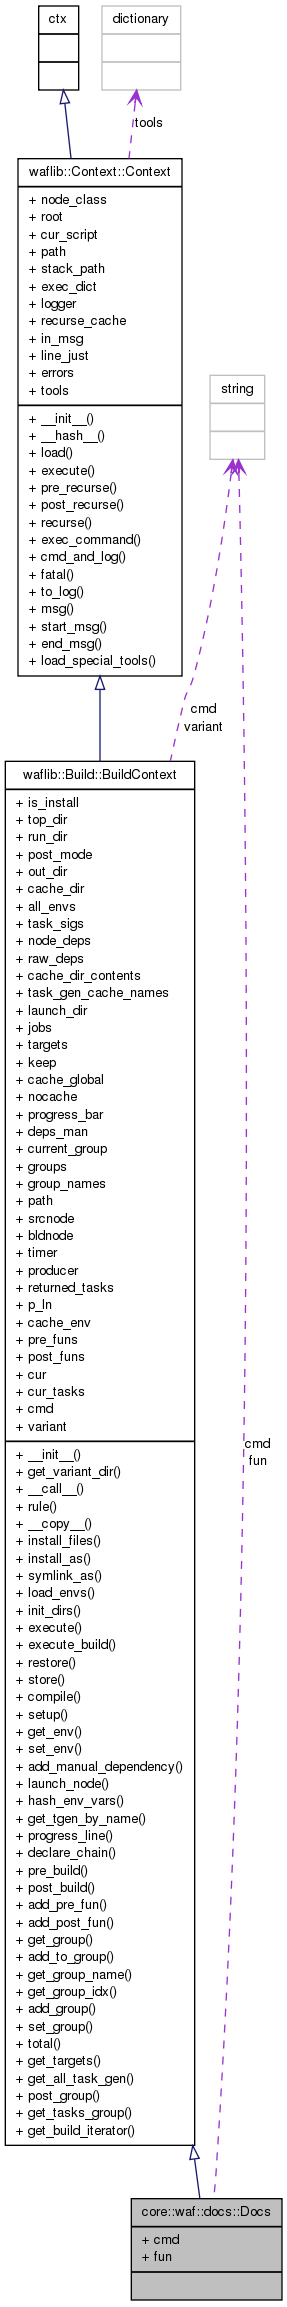 ctx
dictionary
tools
waflib::Context::Context
+ node_class
+ root
+ cur_script
+ path
+ stack_path
+ exec_dict
+ logger
+ recurse_cache
+ in_msg
+ line_just
+ errors
+ tools
+ __init__()
+ __hash__()
+ load()
+ execute()
+ pre_recurse()
+ post_recurse()
+ recurse()
+ exec_command()
+ cmd_and_log()
+ fatal()
+ to_log()
+ msg()
+ start_msg()
+ end_msg()
+ load_special_tools()
string
cmd
variant
waflib::Build::BuildContext
+ is_install
+ top_dir
+ run_dir
+ post_mode
+ out_dir
+ cache_dir
+ all_envs
+ task_sigs
+ node_deps
+ raw_deps
+ cache_dir_contents
+ task_gen_cache_names
+ launch_dir
+ jobs
+ targets
+ keep
+ cache_global
+ nocache
+ progress_bar
+ deps_man
+ current_group
+ groups
+ group_names
+ path
+ srcnode
+ bldnode
+ timer
+ producer
+ returned_tasks
+ p_ln
+ cache_env
+ pre_funs
+ post_funs
+ cur
+ cur_tasks
+ cmd
+ variant
+ __init__()
+ get_variant_dir()
+ __call__()
+ rule()
+ __copy__()
+ install_files()
+ install_as()
+ symlink_as()
+ load_envs()
+ init_dirs()
+ execute()
+ execute_build()
+ restore()
+ store()
+ compile()
+ setup()
+ get_env()
+ set_env()
+ add_manual_dependency()
+ launch_node()
+ hash_env_vars()
+ get_tgen_by_name()
+ progress_line()
+ declare_chain()
+ pre_build()
+ post_build()
+ add_pre_fun()
+ add_post_fun()
+ get_group()
+ add_to_group()
+ get_group_name()
+ get_group_idx()
+ add_group()
+ set_group()
+ total()
+ get_targets()
+ get_all_task_gen()
+ post_group()
+ get_tasks_group()
+ get_build_iterator()
cmd
fun
core::waf::docs::Docs
+ cmd
+ fun